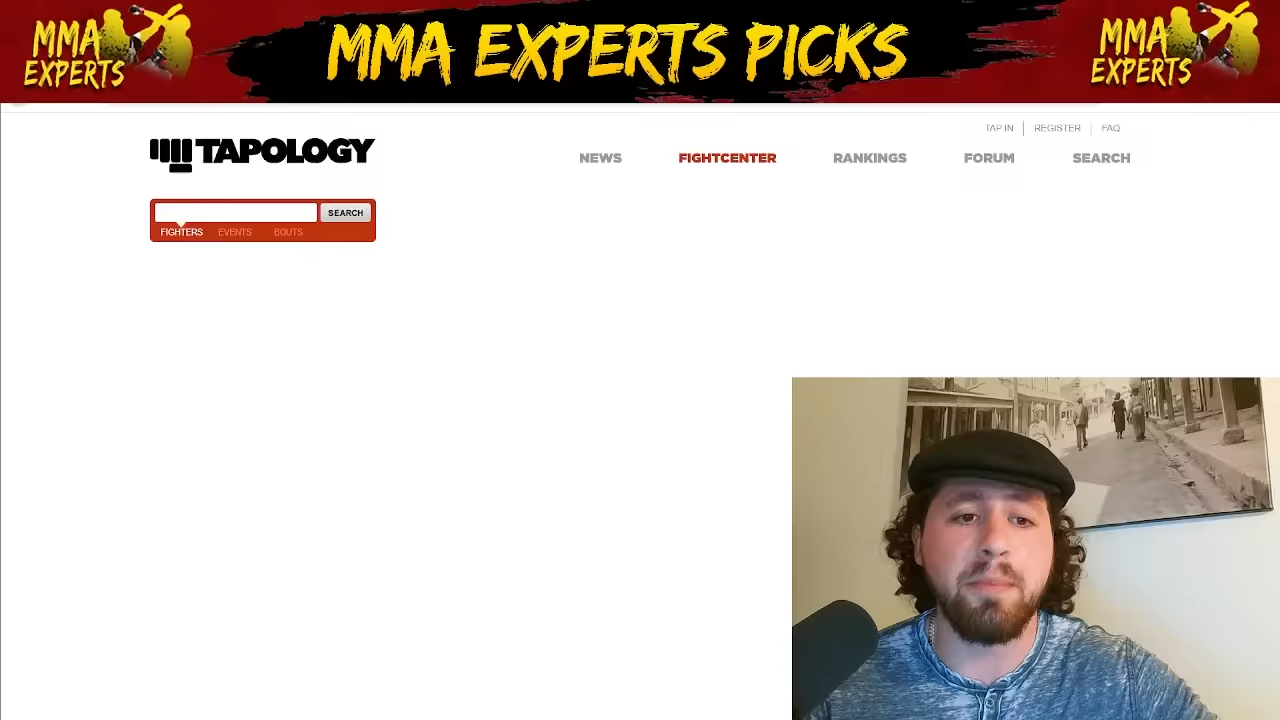 MMA
EXPERTS
MMA EXPERTS PICKS
MMA
EXPERTS
TAP IN
REGISTER
FAQ
TAPOLOGY
NEWS
FIGHTCENTER
RANKINGS
FORUM
SEARCH
SEARCH
FIGHTERS
EVENTS
BOUTS